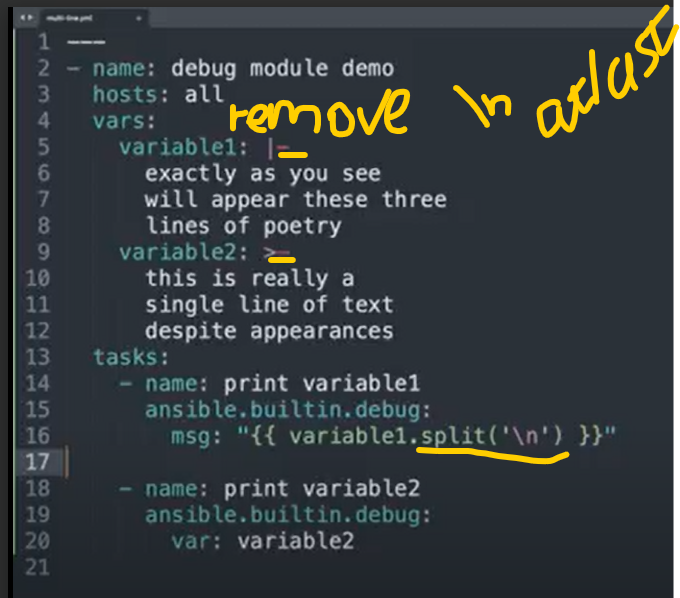 multi-line.yml
1 ---
2 - name: debug module demo
3 hosts: all
remove \n at last
4 vars:
5 variable1: |-
6 exactly as you see
7 will appear these three
8 lines of poetry
9 variable2: >-
10 this is really a
11 single line of text
12 despite appearances
13 tasks:
14 - name: print variable1
15 ansible.builtin.debug:
16 msg: "{{ variable1.split('\n') }}"
17
18 - name: print variable2
19 ansible.builtin.debug:
20 var: variable2
21